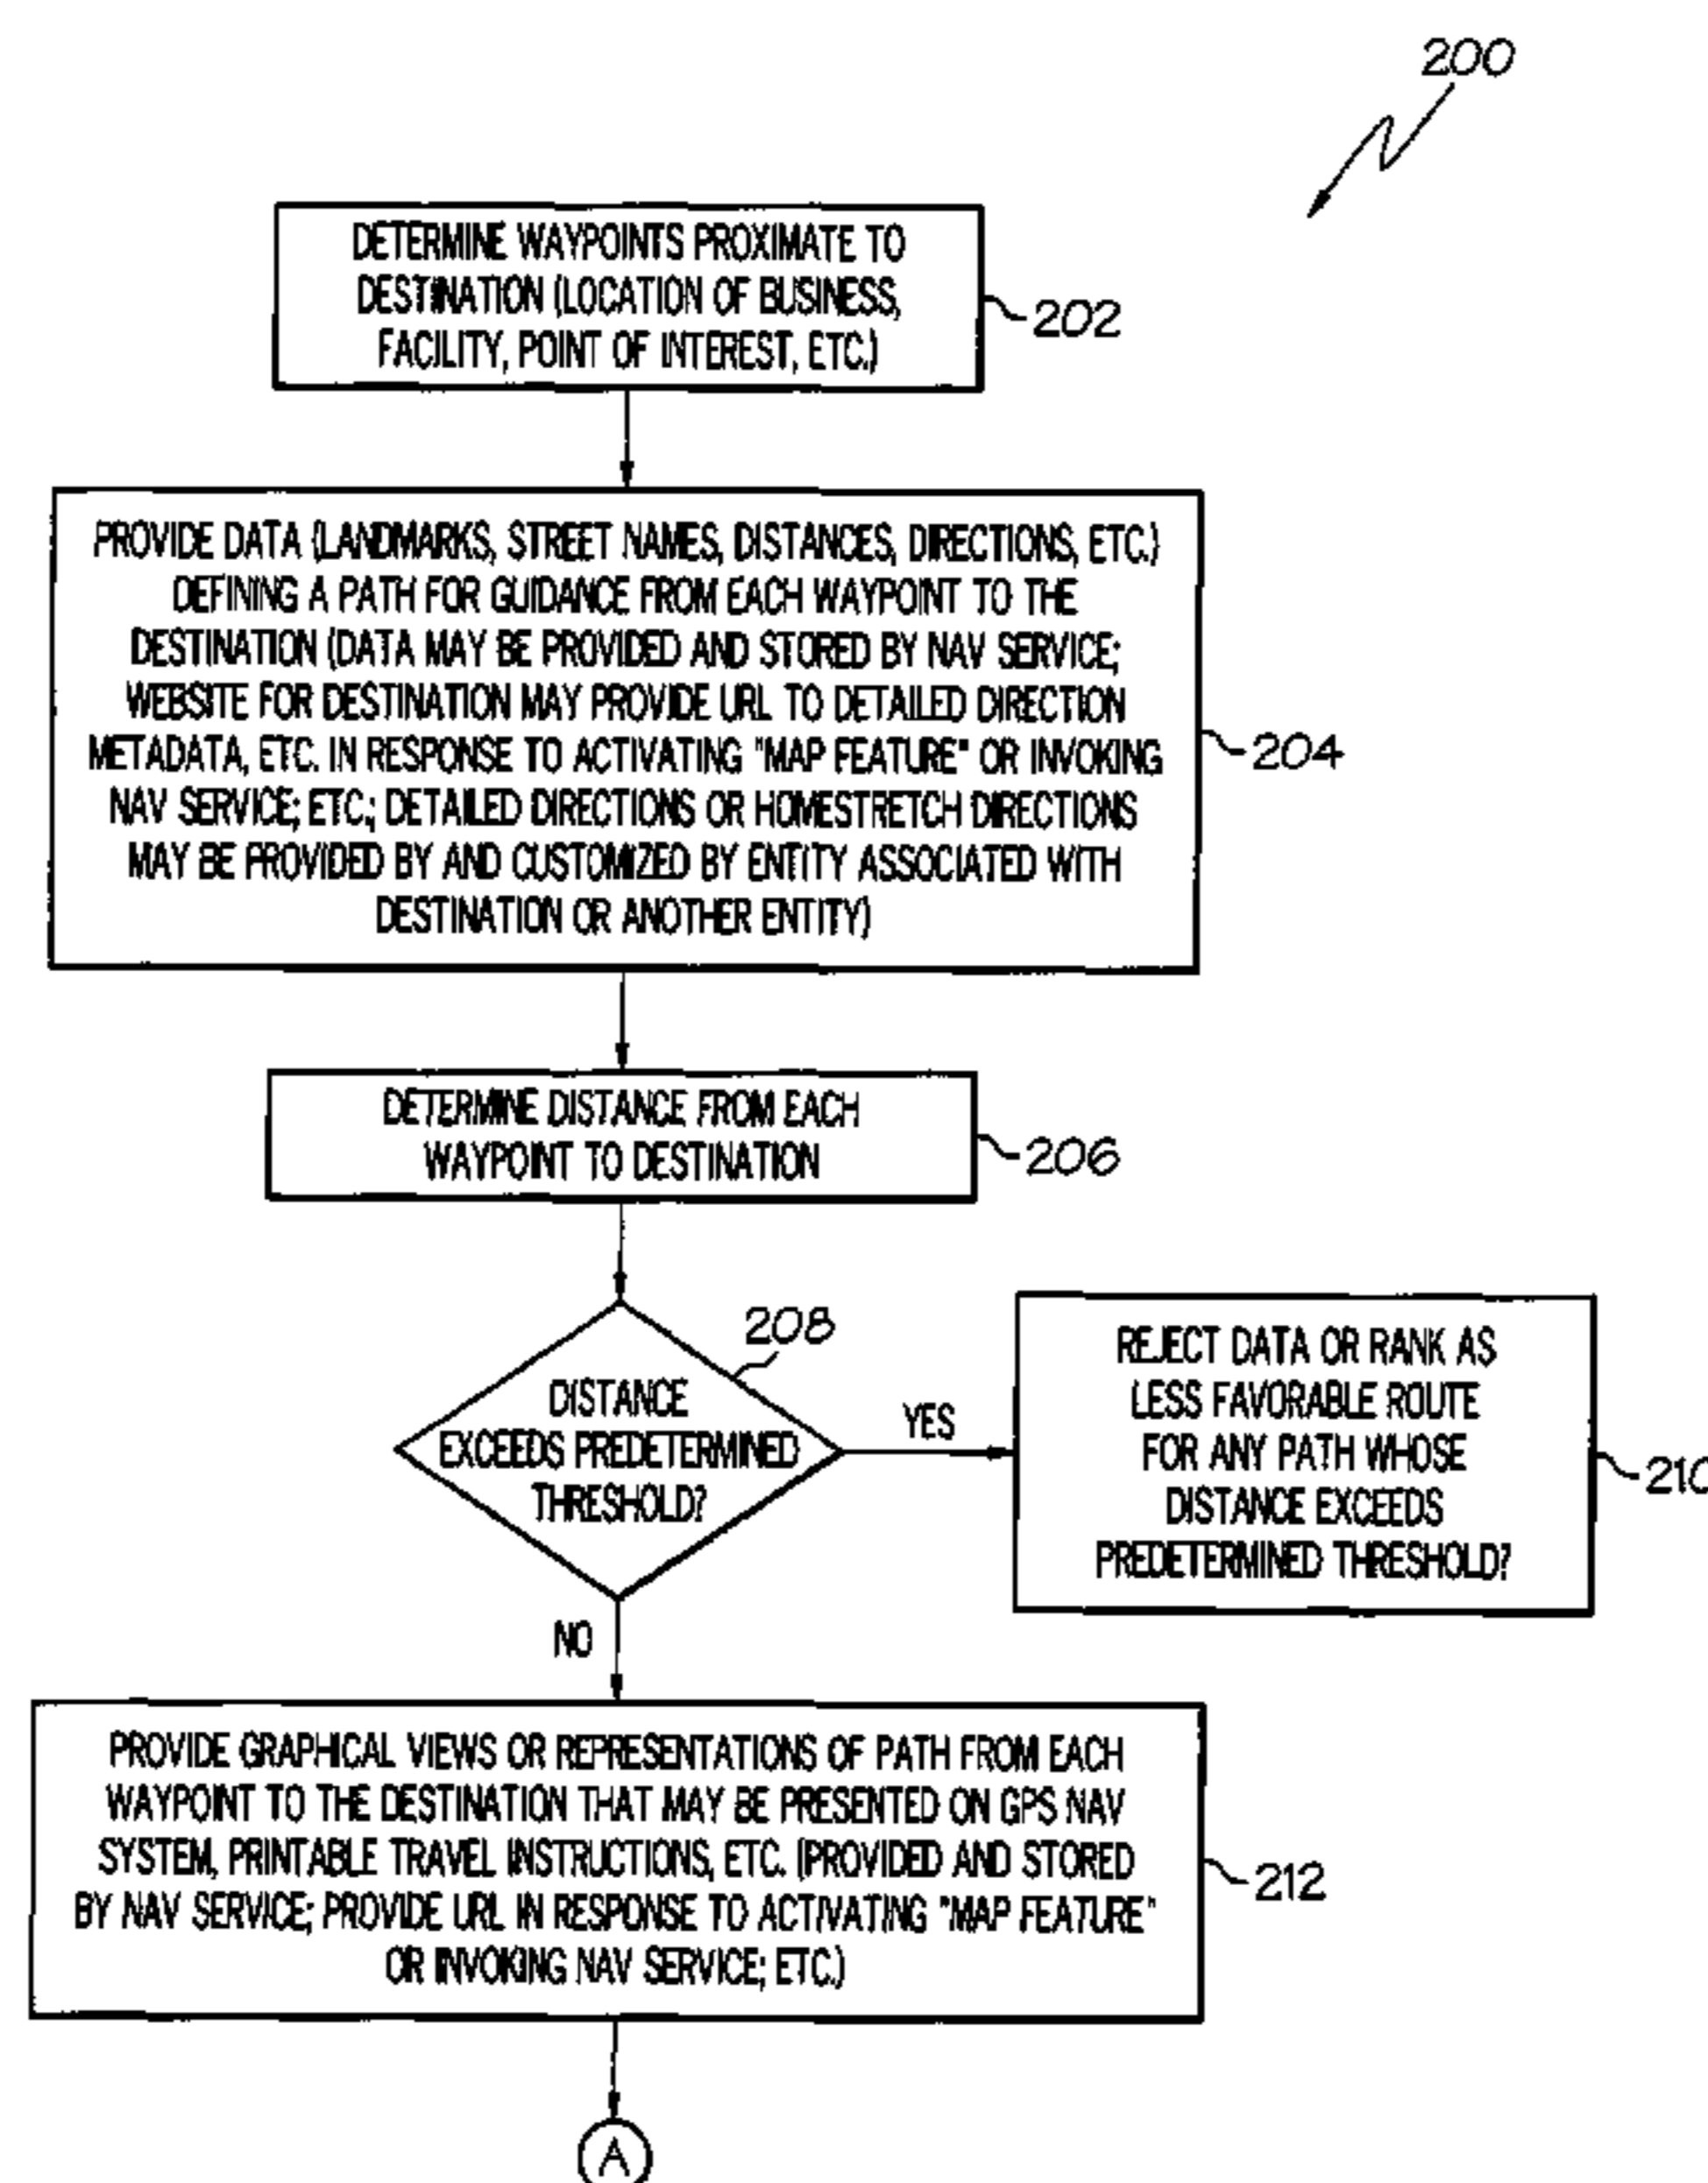 200
DETERMINE WAYPOINTS PROXIMATE TO
DESTINATION (LOCATION OF BUSINESS,
FACILITY, POINT OF INTEREST, ETC.)
202
PROVIDE DATA (LANDMARKS, STREET NAMES, DISTANCES, DIRECTIONS, ETC.)
DEFINING A PATH FOR GUIDANCE FROM EACH WAYPOINT TO THE
DESTINATION (DATA MAY BE PROVIDED AND STORED BY NAV SERVICE;
WEBSITE FOR DESTINATION MAY PROVIDE URL TO DETAILED DIRECTION
METADATA, ETC. IN RESPONSE TO ACTIVATING "MAP FEATURE" OR INVOKING
NAV SERVICE; ETC.; DETAILED DIRECTIONS OR HOMESTRETCH DIRECTIONS
MAY BE PROVIDED BY AND CUSTOMIZED BY ENTITY ASSOCIATED WITH
DESTINATION OR ANOTHER ENTITY)
204
DETERMINE DISTANCE FROM EACH
WAYPOINT TO DESTINATION
206
208
DISTANCE
EXCEEDS PREDETERMINED
THRESHOLD?
YES
REJECT DATA OR RANK AS
LESS FAVORABLE ROUTE
FOR ANY PATH WHOSE
DISTANCE EXCEEDS
PREDETERMINED THRESHOLD?
210
NO
PROVIDE GRAPHICAL VIEWS OR REPRESENTATIONS OF PATH FROM EACH
WAYPOINT TO THE DESTINATION THAT MAY BE PRESENTED ON GPS NAV
SYSTEM, PRINTABLE TRAVEL INSTRUCTIONS, ETC. (PROVIDED AND STORED
BY NAV SERVICE; PROVIDE URL IN RESPONSE TO ACTIVATING "MAP FEATURE"
OR INVOKING NAV SERVICE; ETC.)
212
A